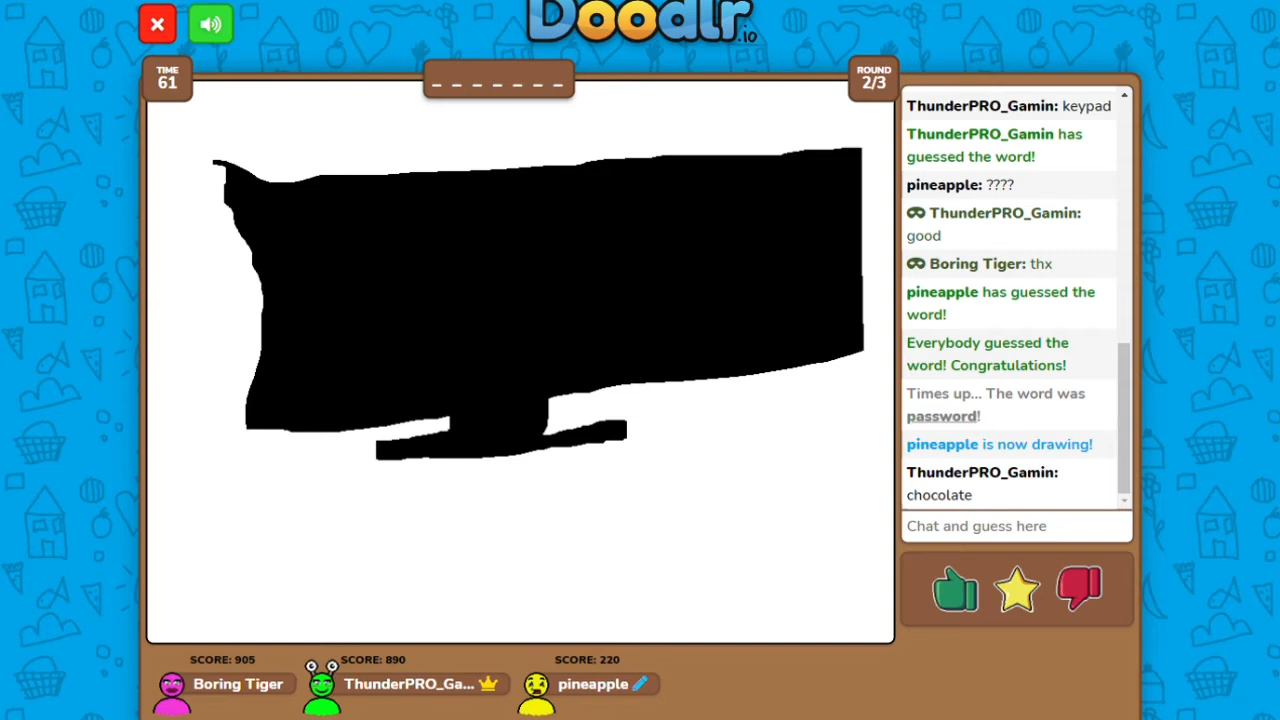 Doodlr.io
TIME
61
_ _ _ _ _ _ _
ROUND
2/3
ThunderPRO_Gamin: keypad
ThunderPRO_Gamin has
guessed the word!
pineapple: ????
ThunderPRO_Gamin:
good
Boring Tiger: thx
pineapple has guessed the
word!
Everybody guessed the
word! Congratulations!
Times up... The word was
password!
pineapple is now drawing!
ThunderPRO_Gamin:
chocolate
Chat and guess here
SCORE: 905
Boring Tiger
SCORE: 890
ThunderPRO_Ga...
SCORE: 220
pineapple